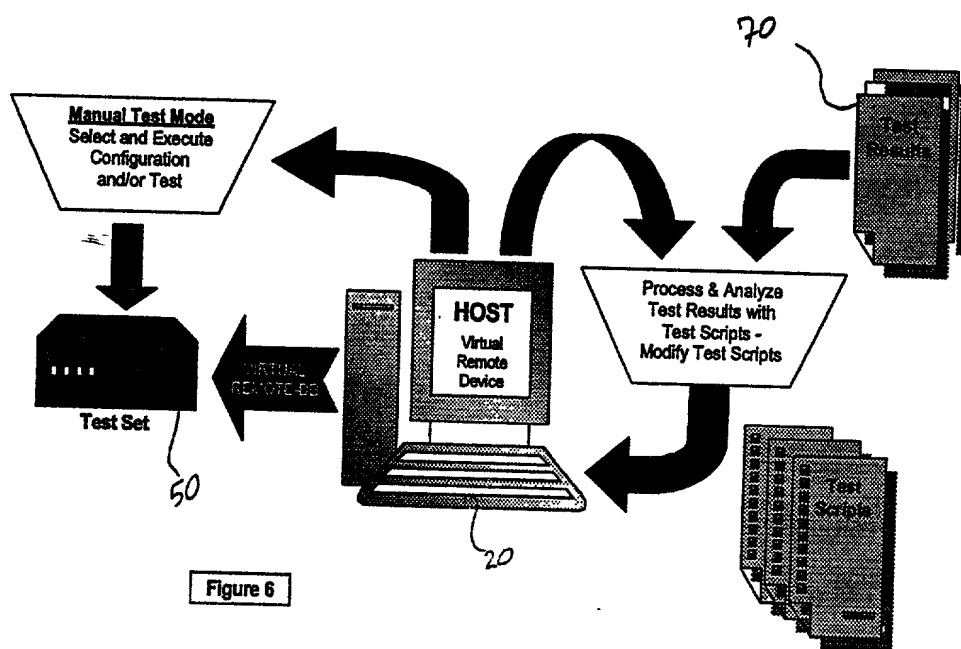 70
Manual Test Mode
Select and Execute
Configuration
and/or Test
Test
Results
HOST
Virtual
Remote
Device
Process & Analyze
Test Results with
Test Scripts -
Modify Test Scripts
VIRTUAL
Test Set
50
20
Test
Scripts
Figure 6